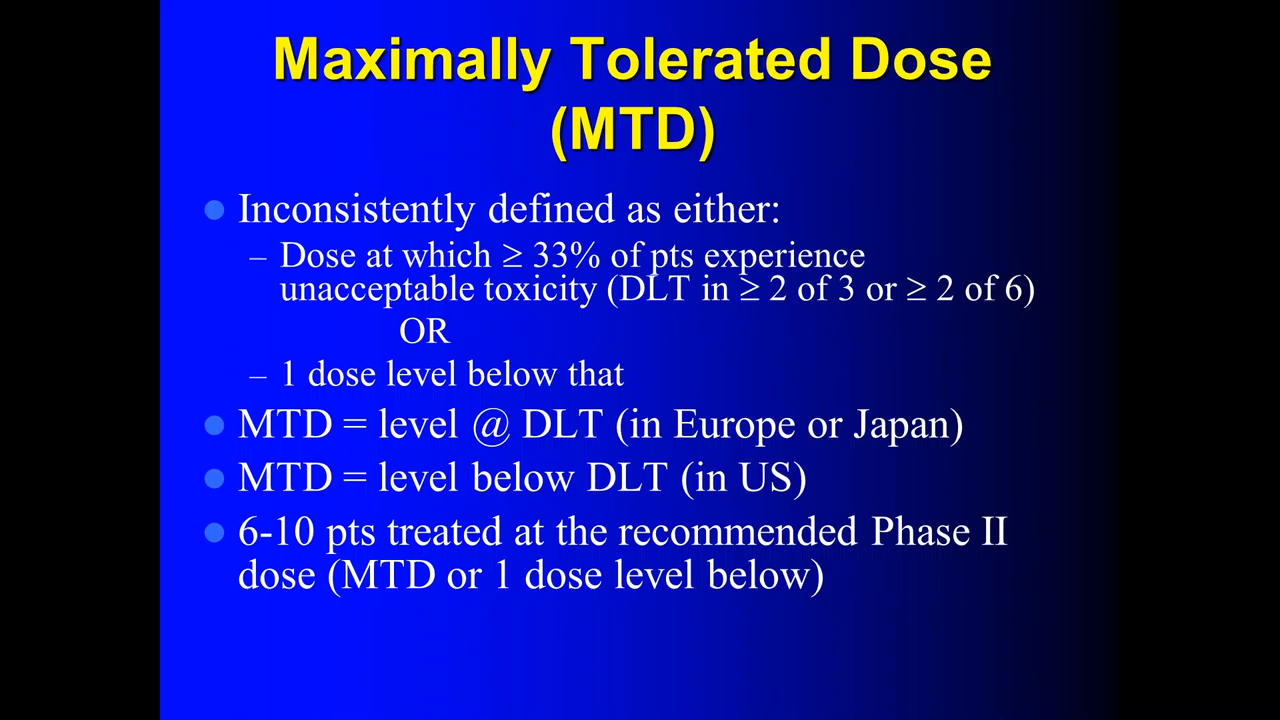 Maximally Tolerated Dose
(MTD)
Inconsistently defined as either:
– Dose at which ≥ 33% of pts experience
unacceptable toxicity (DLT in ≥ 2 of 3 or ≥ 2 of 6)
OR
– 1 dose level below that
MTD = level @ DLT (in Europe or Japan)
MTD = level below DLT (in US)
6-10 pts treated at the recommended Phase II
dose (MTD or 1 dose level below)